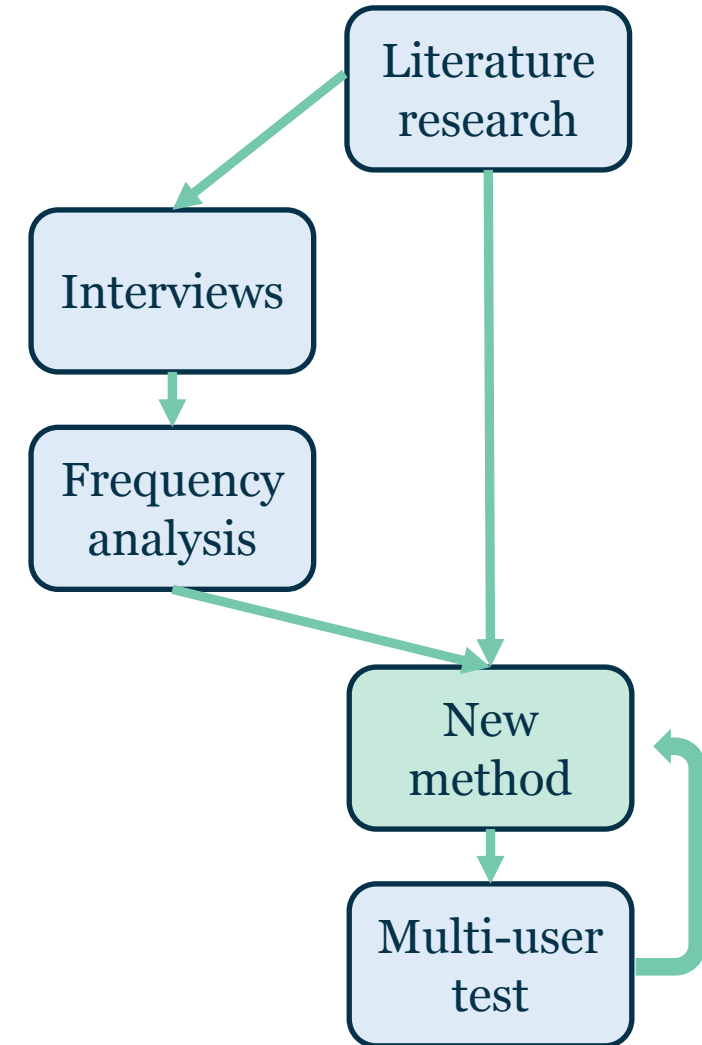 Literature
research
Interviews
Frequency
analysis
New
method
Multi-user
test